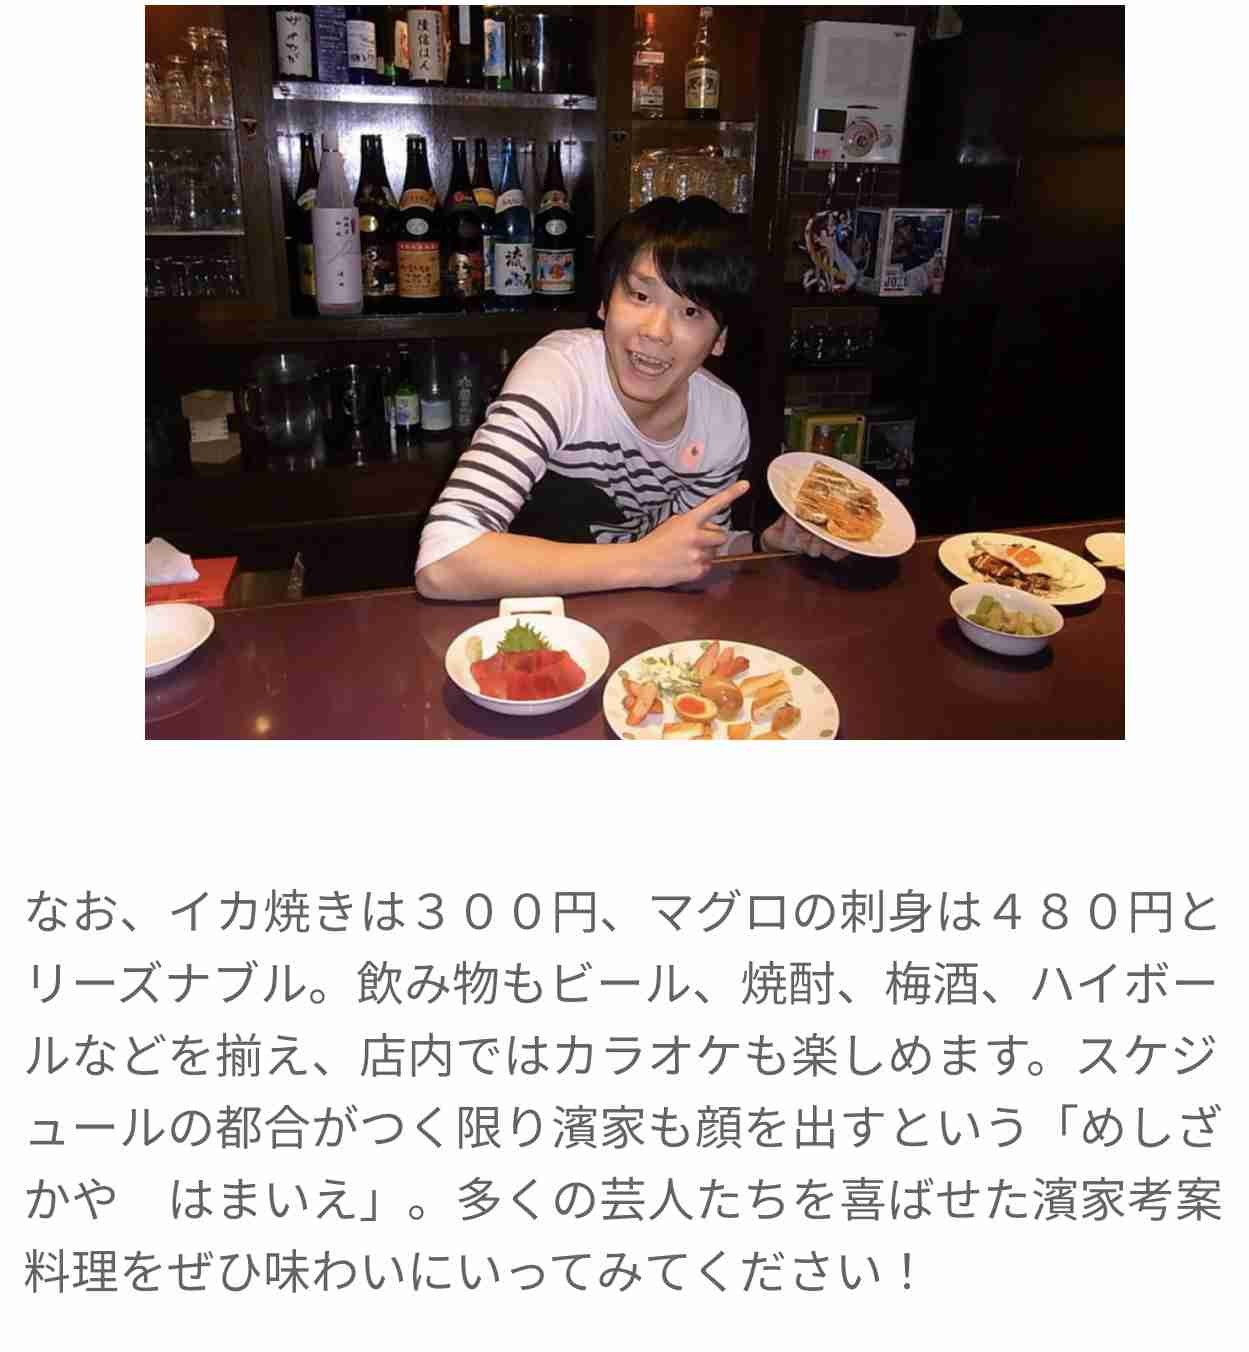 陸信はん
なお、イカ焼きは３００円、マグロの刺身は４８０円と
リーズナブル。飲み物もビール、焼酎、梅酒、ハイボー
ルなどを揃え、店内ではカラオケも楽しめます。スケジ
ュールの都合がつく限り濱家も顔を出すという「めしざ
かや　はまいえ」。多くの芸人たちを喜ばせた濱家考案
料理をぜひ味わいにいってみてください！